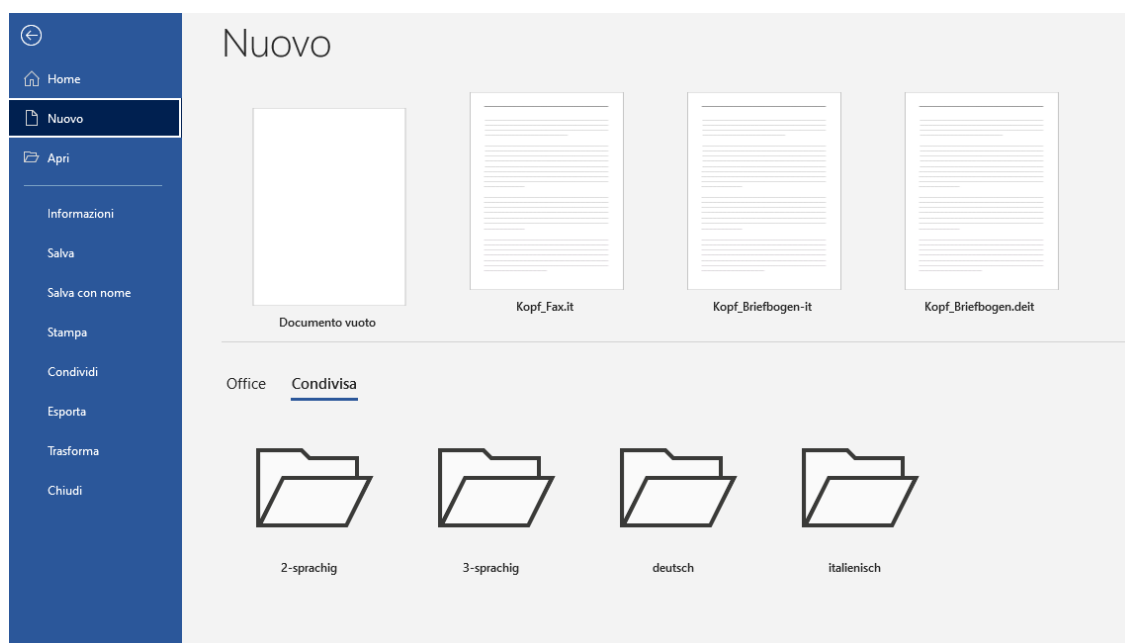 Nuovo
Home
Nuovo
Apri
Informazioni
Salva
Salva con nome
Stampa
Condividi
Esporta
Trasforma
Chiudi
Documento vuoto
Kopf_Fax.it
Kopf_Briefbogen-it
Kopf_Briefbogen.deit
Office Condivisa
2-sprachig
3-sprachig
deutsch
italienisch